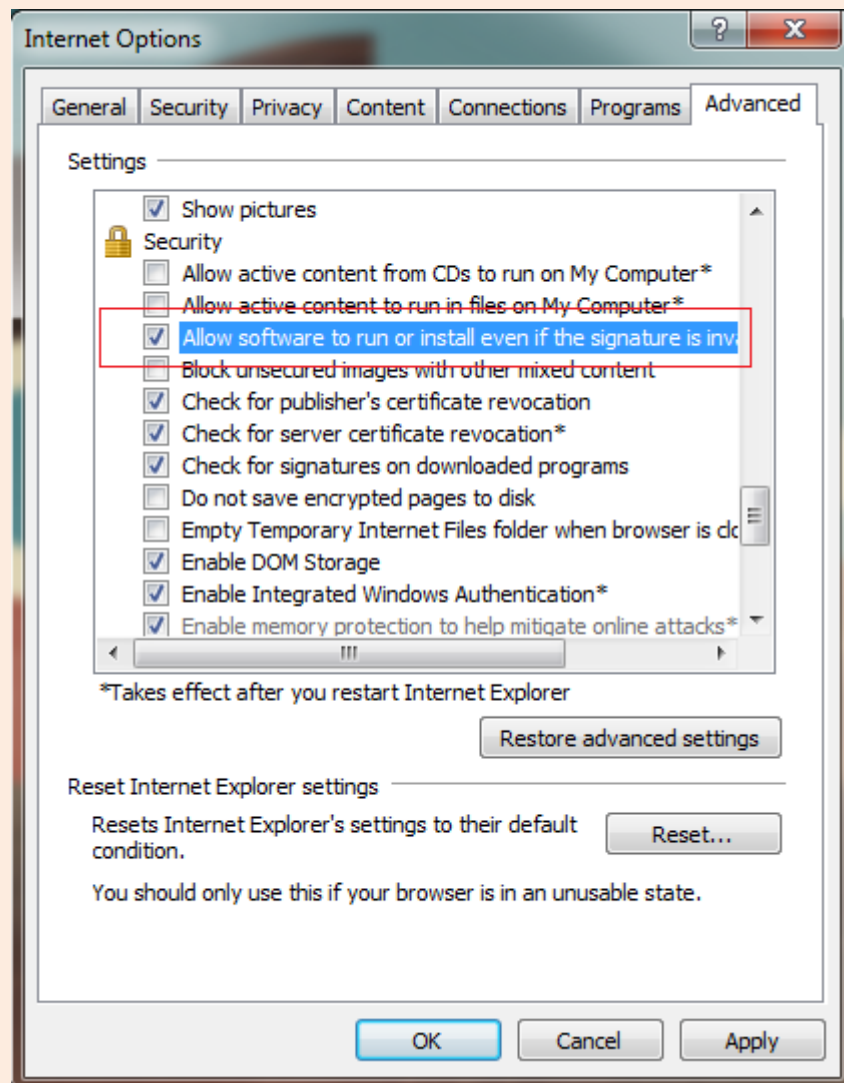 Internet Options
General Security Privacy Content Connections Programs Advanced
Settings
Show pictures
Security
Allow active content from CDs to run on My Computer*
Allow active content to run in files on My Computer*
Allow software to run or install even if the signature is inva
Block unsecured images with other mixed content
Check for publisher's certificate revocation
Check for server certificate revocation*
Check for signatures on downloaded programs
Do not save encrypted pages to disk
Empty Temporary Internet Files folder when browser is clo
Enable DOM Storage
Enable Integrated Windows Authentication*
Enable memory protection to help mitigate online attacks*
*Takes effect after you restart Internet Explorer
Restore advanced settings
Reset Internet Explorer settings
Resets Internet Explorer's settings to their default
condition.
Reset...
You should only use this if your browser is in an unusable state.
OK Cancel Apply